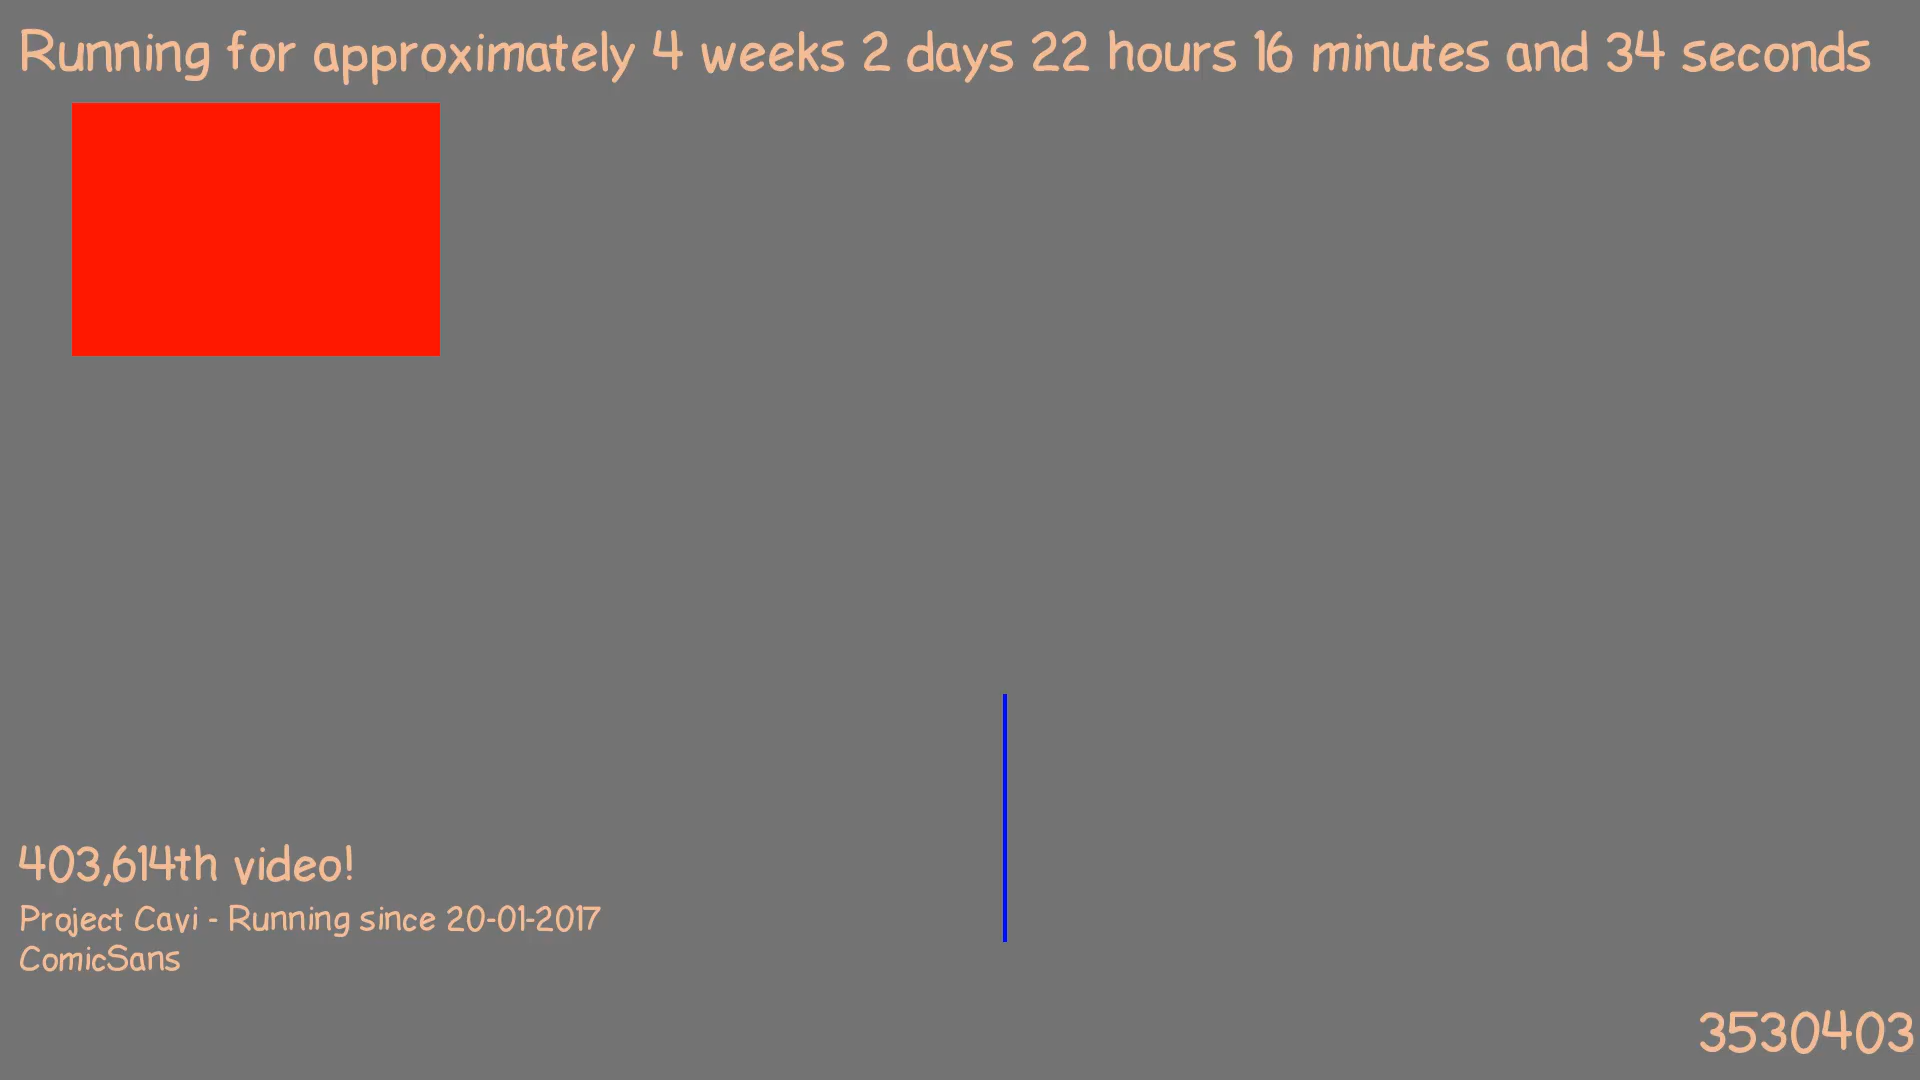 Running for approximately 4 weeks 2 days 22 hours 16 minutes and 34 seconds
403,614th video!
Project Cavi - Running since 20-01-2017
ComicSans
3530403